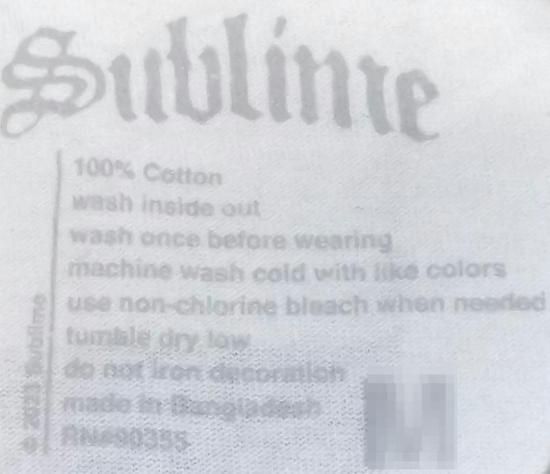 Sublime
100% Cotton
wash inside out
wash once before wearing
machine wash cold with like colors
use non-chlorine bleach when needed
tumble dry low
do not iron decoration
made in Bangladesh
RN#90355
© 2023 Sublime